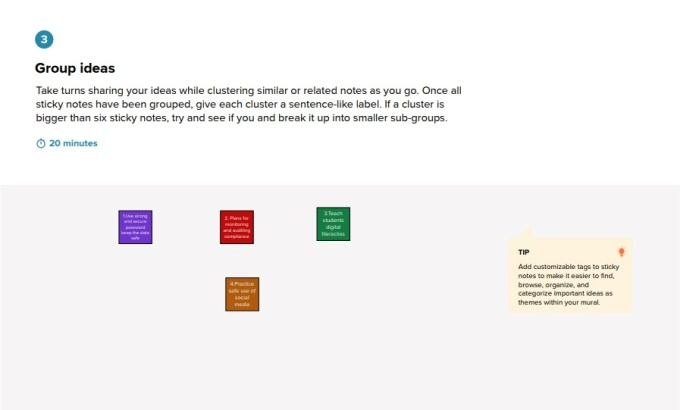 3
Group ideas
Take turns sharing your ideas while clustering similar or related notes as you go. Once all
sticky notes have been grouped, give each cluster a sentence-like label. If a cluster is
bigger than six sticky notes, try and see if you and break it up into smaller sub-groups.
20 minutes
1.Use strong
and secure
password
keep the data
safe
2. Plans for
monitoring
and auditing
compliance
3.Teach
students
digital
literacies
4.Practice
safe use of
social
media
TIP
Add customizable tags to sticky
notes to make it easier to find,
browse, organize, and
categorize important ideas as
themes within your mural.